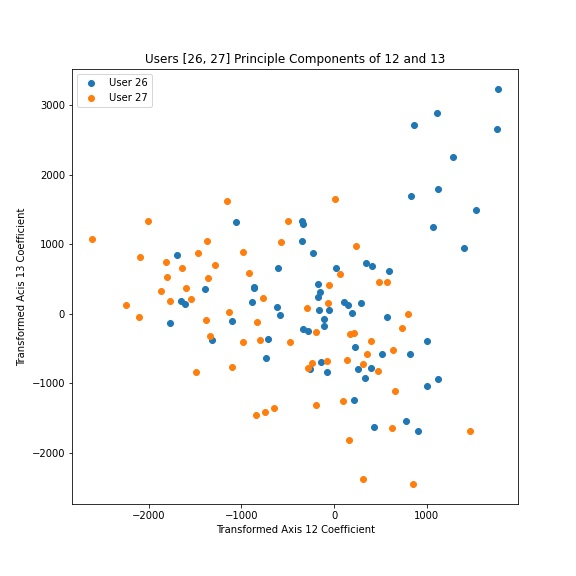 Users [26, 27] Principle Components of 12 and 13
User 26
User 27
3000
2000
1000
0
−1000
−2000
Transformed Acis 13 Coefficient
−2000
−1000
0
1000
Transformed Axis 12 Coefficient